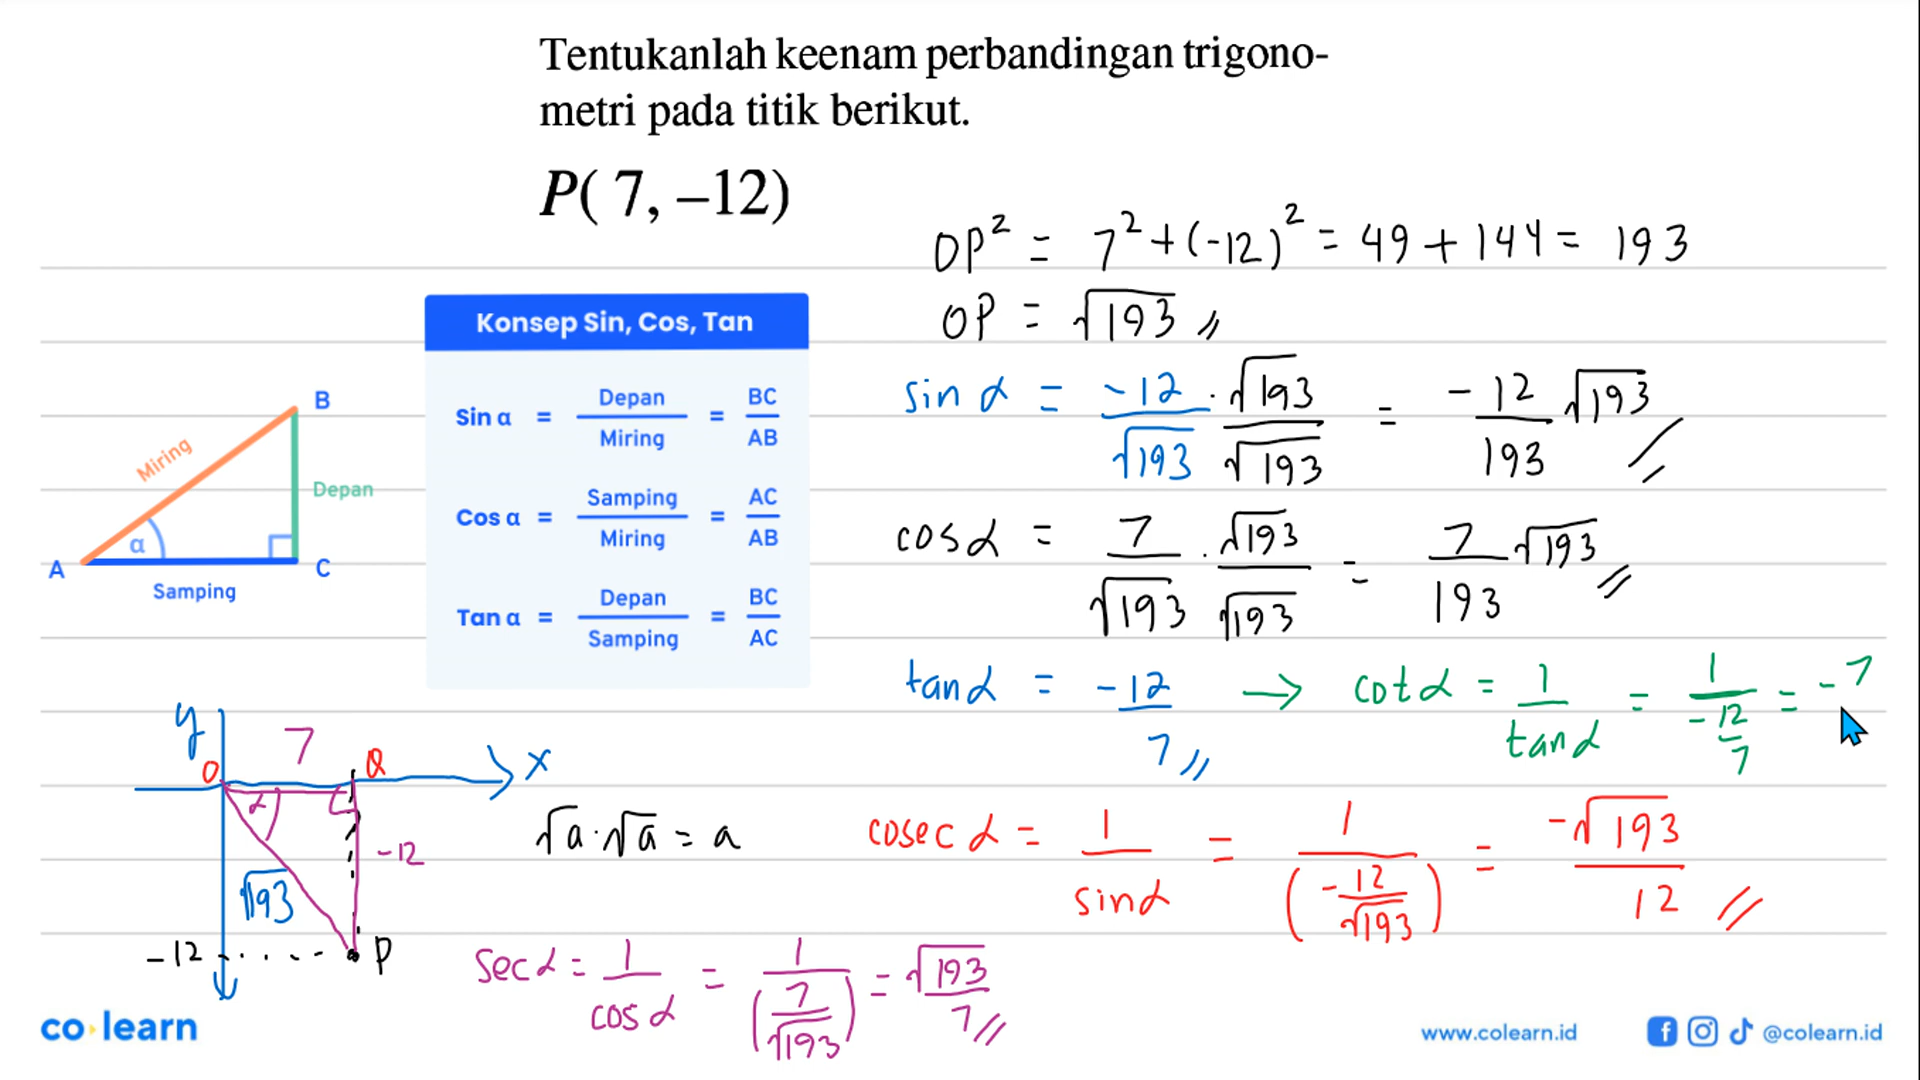 Tentukanlah keenam perbandingan trigono-
metri pada titik berikut.
P( 7, –12)
OP² = 7² + (-12)² = 49 + 144 = 193
OP = √193 //
Konsep Sin, Cos, Tan
Sin α = Depan/Miring = BC/AB
Cos α = Samping/Miring = AC/AB
Tan α = Depan/Samping = BC/AC
B
Miring
Depan
α
A
C
Samping
sin α = -12/√193 · √193/√193 = -12/193 √193 //
cos α = 7/√193 · √193/√193 = 7/193 √193 //
tan α = -12/7 // → cot α = 1/tan α = 1/(-12/7) = -7
cosec α = 1/sin α = 1/(-12/√193) = -√193/12 //
√a · √a = a
sec α = 1/cos α = 1/(7/√193) = √193/7 //
y
7
O
Q
x
α
-12
√193
-12
P
co learn
www.colearn.id
@colearn.id